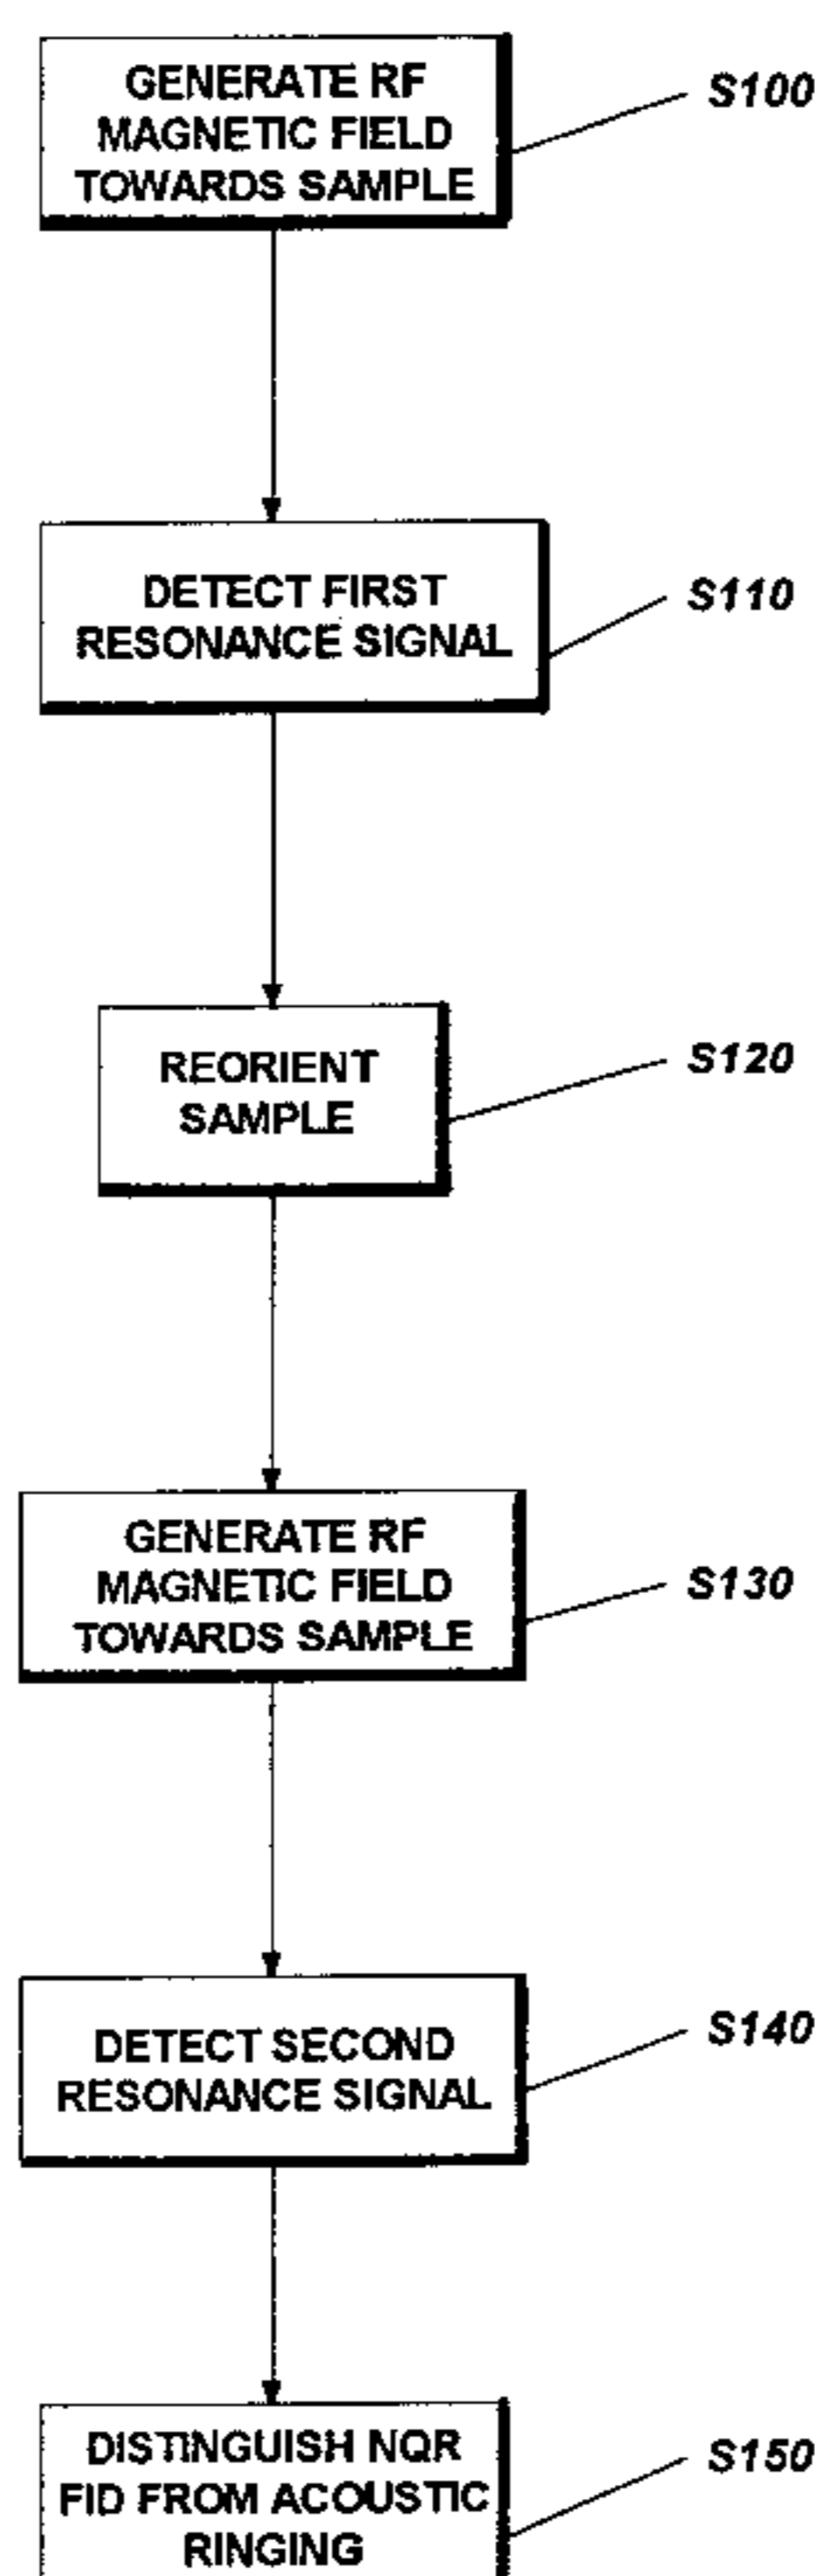 GENERATE RF
MAGNETIC FIELD
TOWARDS SAMPLE
S100
DETECT FIRST
RESONANCE SIGNAL
S110
REORIENT
SAMPLE
S120
GENERATE RF
MAGNETIC FIELD
TOWARDS SAMPLE
S130
DETECT SECOND
RESONANCE SIGNAL
S140
DISTINGUISH NQR
FID FROM ACOUSTIC
RINGING
S150